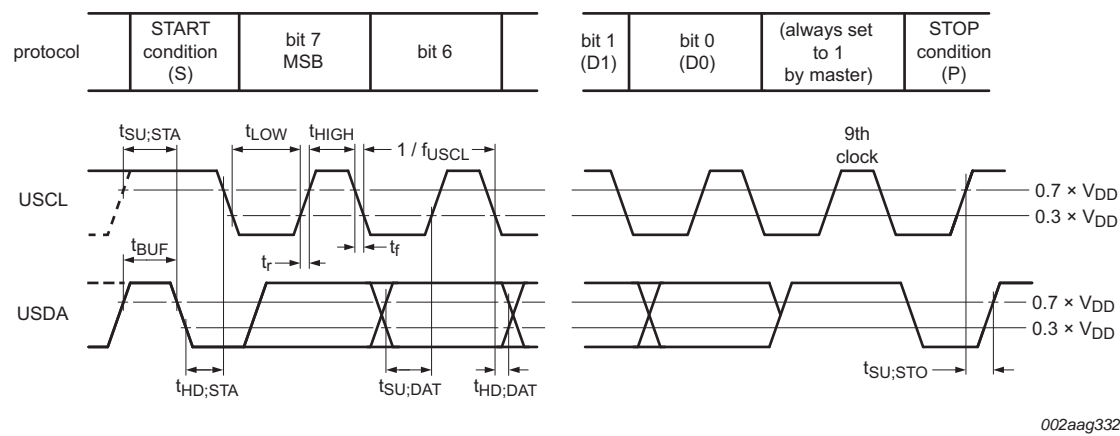 protocol
START
condition
(S)
bit 7
MSB
bit 6
bit 1
(D1)
bit 0
(D0)
(always set
to 1
by master)
STOP
condition
(P)
tSU;STA
tLOW
tHIGH
1 / fUSCL
9th
clock
USCL
0.7 × VDD
0.3 × VDD
tBUF
tr
tf
USDA
0.7 × VDD
0.3 × VDD
tHD;STA
tSU;DAT
tHD;DAT
tSU;STO
002aag332